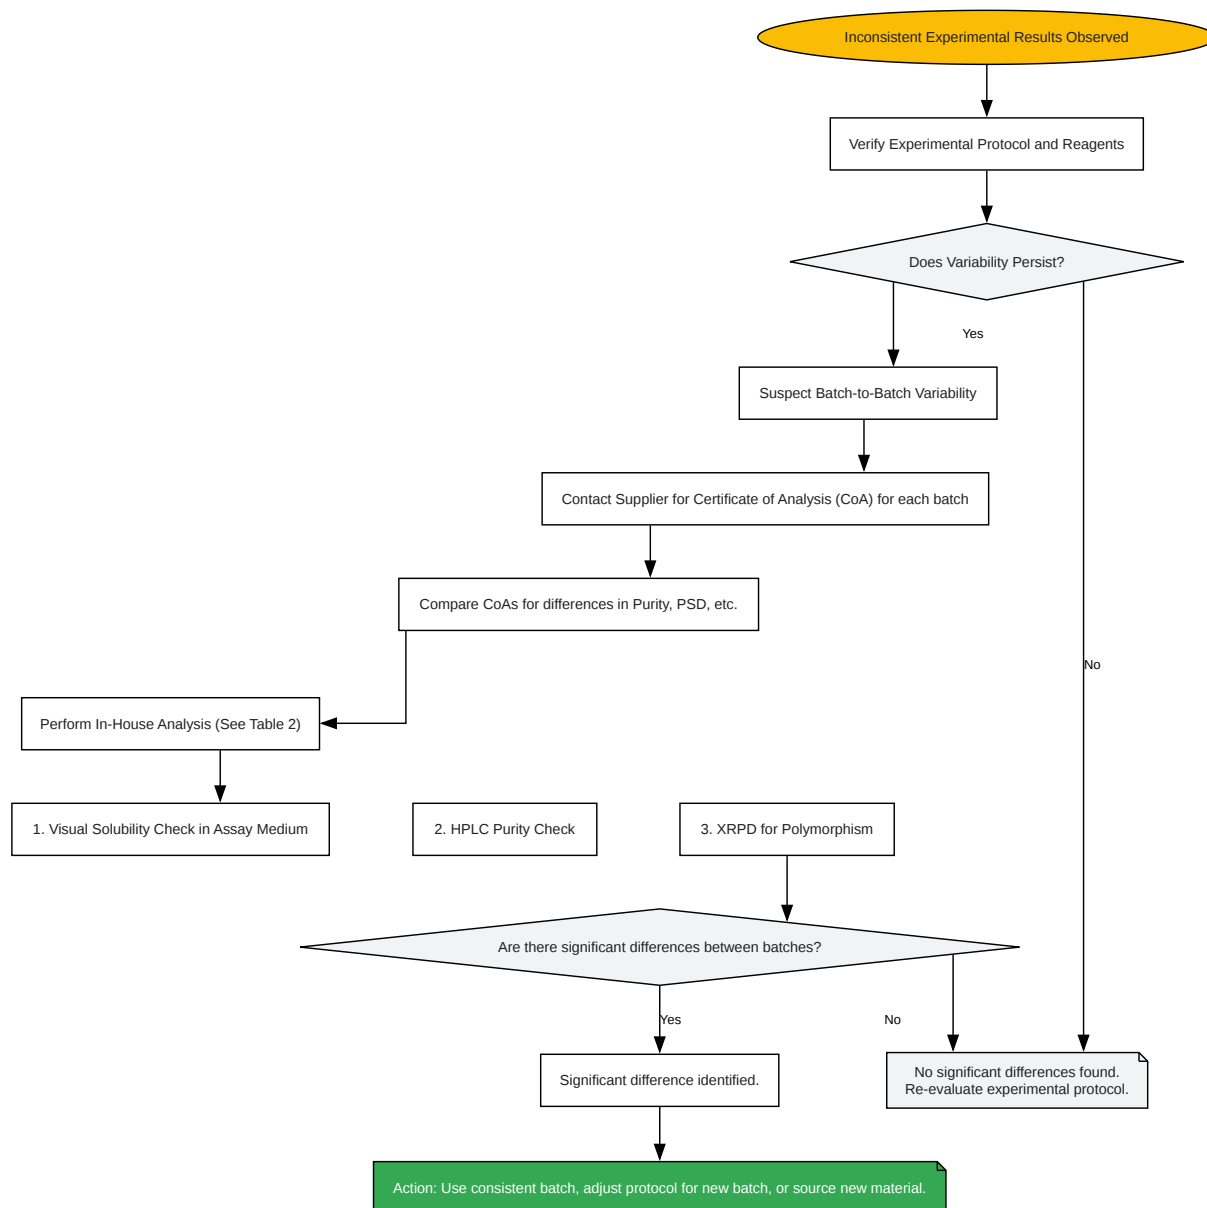 Inconsistent Experimental Results Observed
Verify Experimental Protocol and Reagents
Does Variability Persist?
Yes
Suspect Batch-to-Batch Variability
Contact Supplier for Certificate of Analysis (CoA) for each batch
Compare CoAs for differences in Purity, PSD, etc.
No
Perform In-House Analysis (See Table 2)
1. Visual Solubility Check in Assay Medium
2. HPLC Purity Check
3. XRPD for Polymorphism
Are there significant differences between batches?
Yes
No
Significant difference identified.
No significant differences found.
Re-evaluate experimental protocol.
Action: Use consistent batch, adjust protocol for new batch, or source new material.